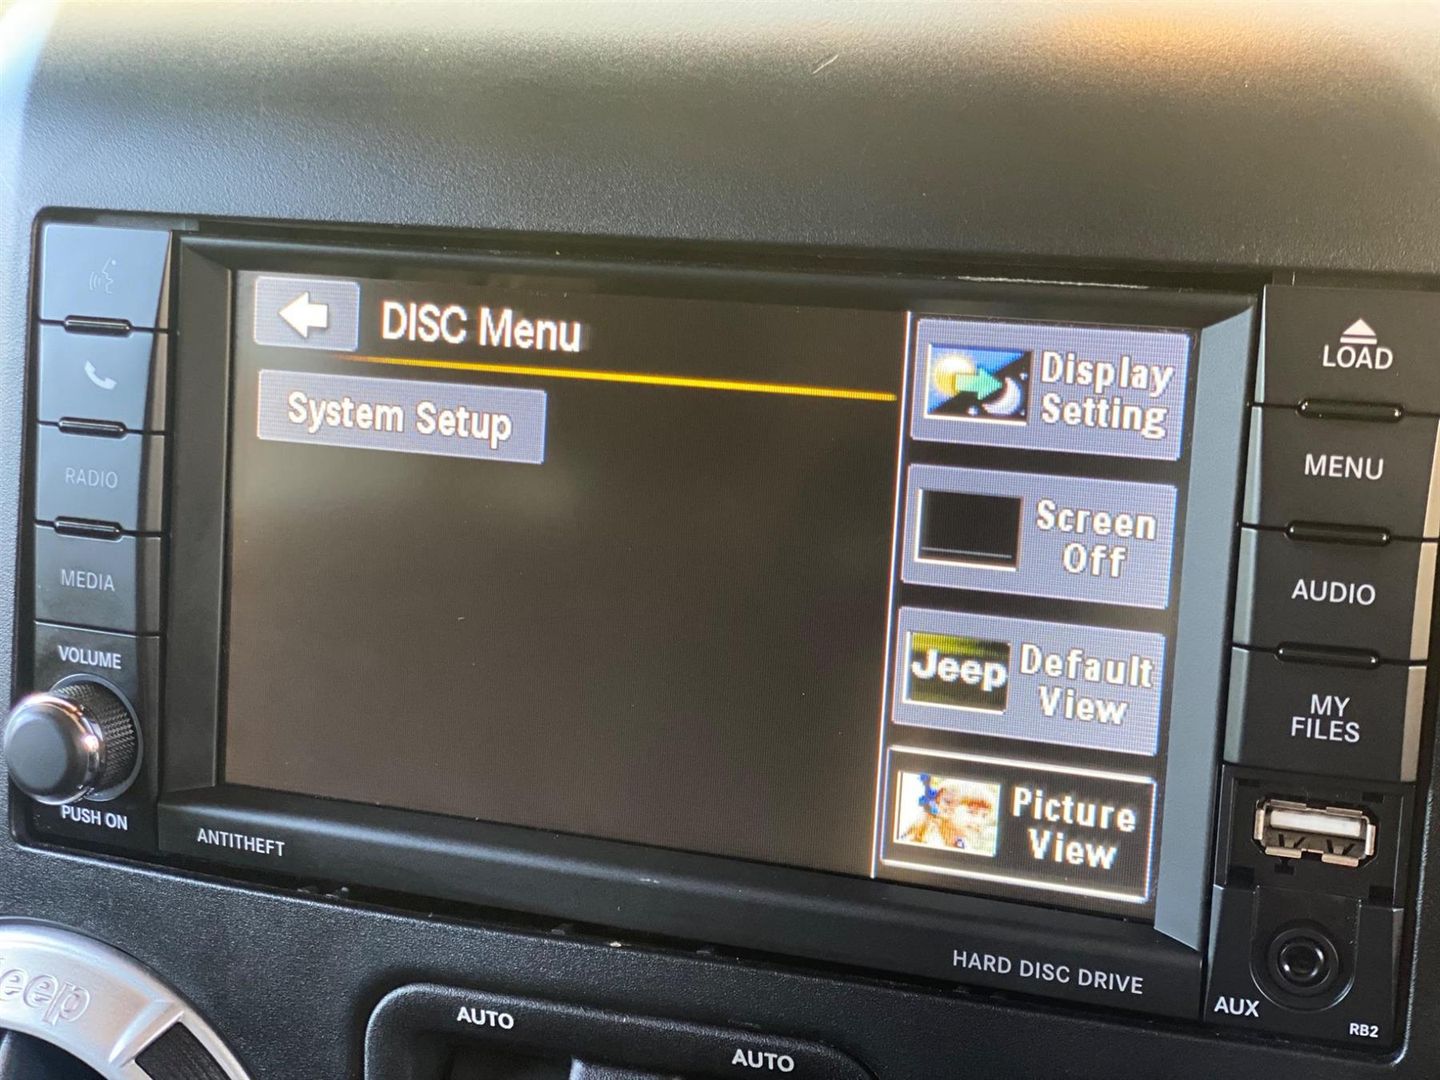 DISC Menu
System Setup
Display
Setting
Screen
Off
Jeep
Default
View
Picture
View
RADIO
MEDIA
VOLUME
PUSH ON
ANTITHEFT
LOAD
MENU
AUDIO
MY
FILES
HARD DISC DRIVE
AUX
RB2
Jeep
AUTO
AUTO